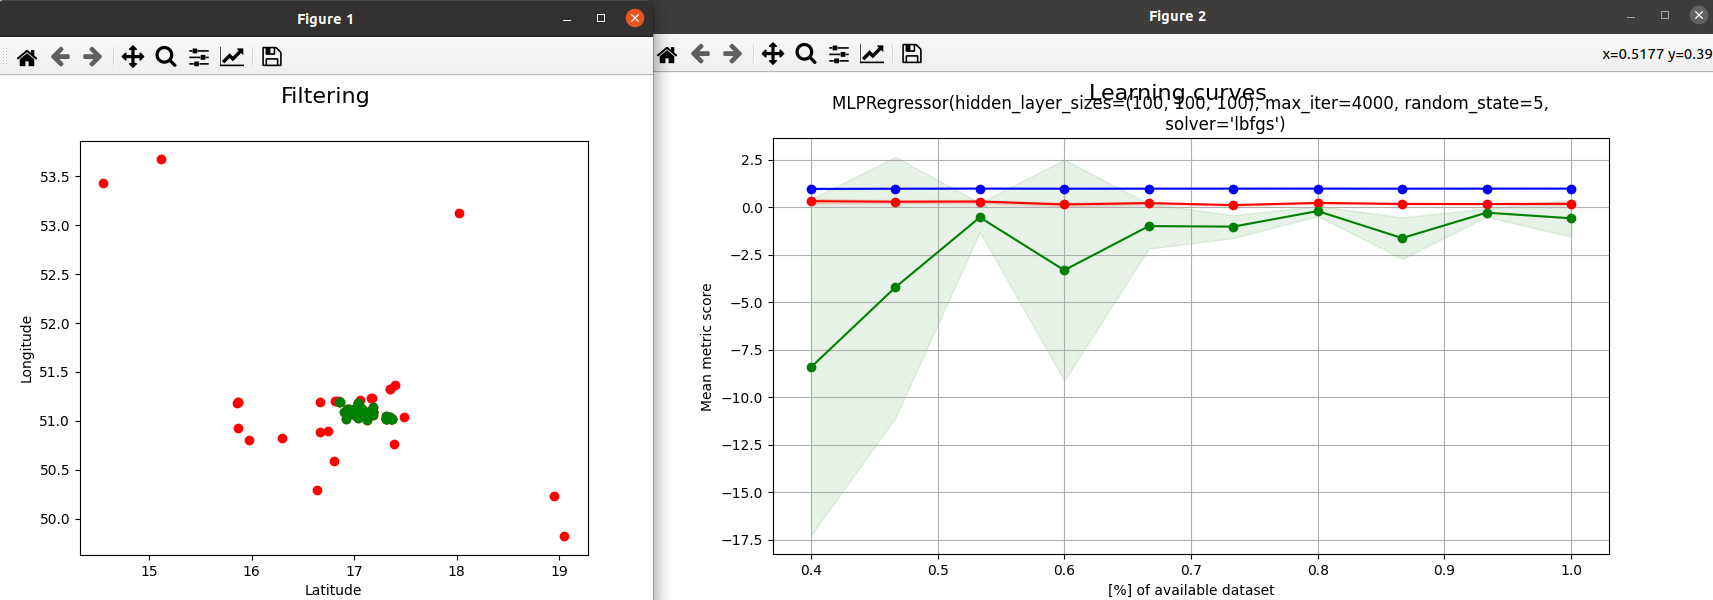 Figure 1
Filtering
53.5
53.0
52.5
52.0
51.5
51.0
50.5
50.0
Longitude
15 16 17 18 19
Latitude
Figure 2
x=0.5177 y=0.39
Learning curves
MLPRegressor(hidden_layer_sizes=(100, 100, 100), max_iter=4000, random_state=5,
solver='lbfgs')
2.5
0.0
−2.5
−5.0
−7.5
−10.0
−12.5
−15.0
−17.5
Mean metric score
0.4 0.5 0.6 0.7 0.8 0.9 1.0
[%] of available dataset